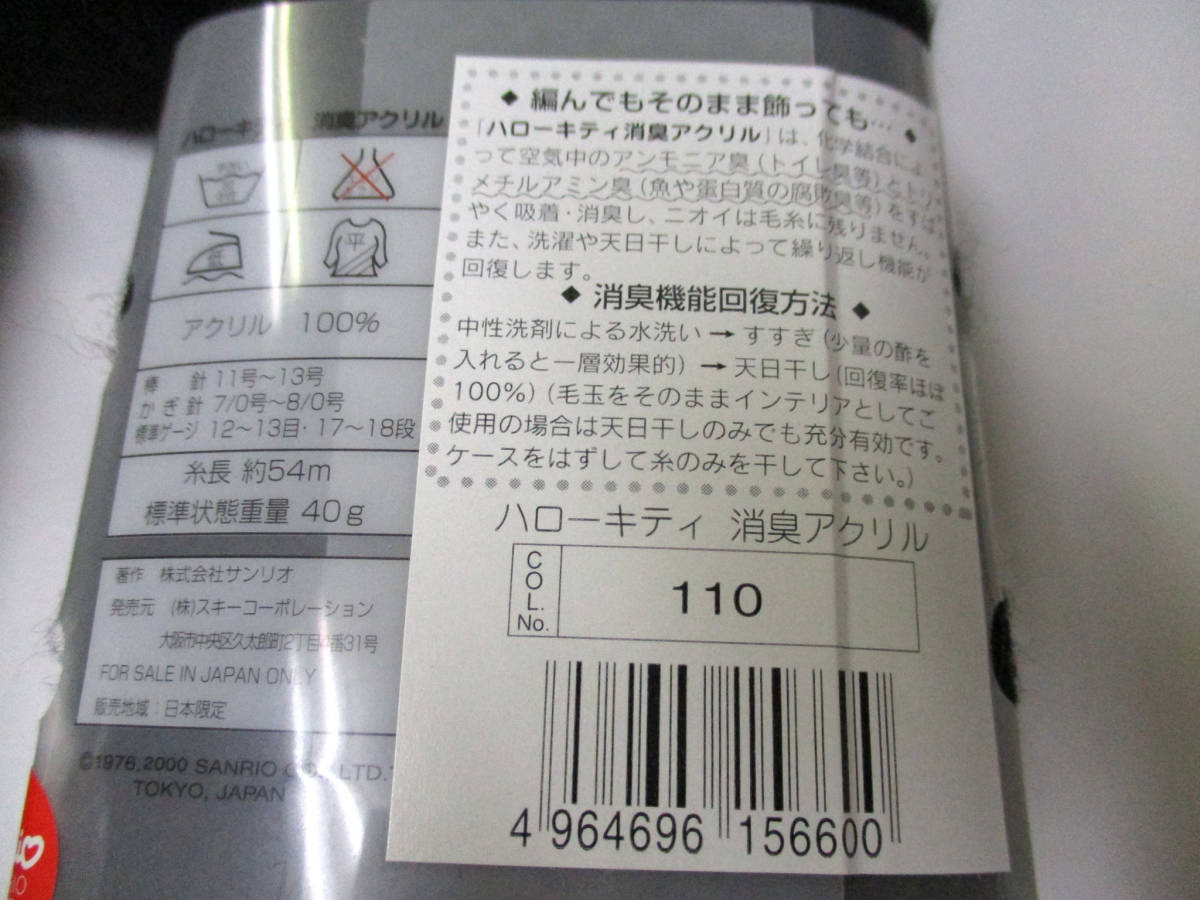 ハローキティ 消臭アクリル
平
アクリル 100%
棒 針 11号～13号
かぎ針 7/0号～8/0号
標準ゲージ 12～13目・17～18段
糸長 約54m
標準状態重量 40g
著作 株式会社サンリオ
発売元 (株)スキーコーポレーション
大阪市中央区久太郎町2丁目4番31号
FOR SALE IN JAPAN ONLY
販売地域：日本限定
©1976,2000 SANRIO CO., LTD.
TOKYO, JAPAN
◆ 編んでもそのまま飾っても… ◆
「ハローキティ消臭アクリル」は、化学結合によ
って空気中のアンモニア臭(トイレ臭等)とトリ
メチルアミン臭(魚や蛋白質の腐敗臭等)をすば
やく吸着・消臭し、ニオイは毛糸に残りません。
また、洗濯や天日干しによって繰り返し機能が
回復します。
◆ 消臭機能回復方法 ◆
中性洗剤による水洗い → すすぎ(少量の酢を
入れると一層効果的) → 天日干し(回復率ほぼ
100%)(毛玉をそのままインテリアとしてご
使用の場合は天日干しのみでも充分有効です。
ケースをはずして糸のみを干して下さい。)
ハローキティ 消臭アクリル
COL. No. 110
4 964696 156600